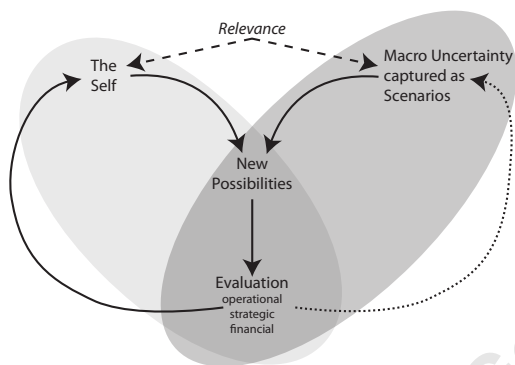 Relevance
The
Self
Macro Uncertainty
captured as
Scenarios
New
Possibilities
Evaluation
operational
strategic
financial